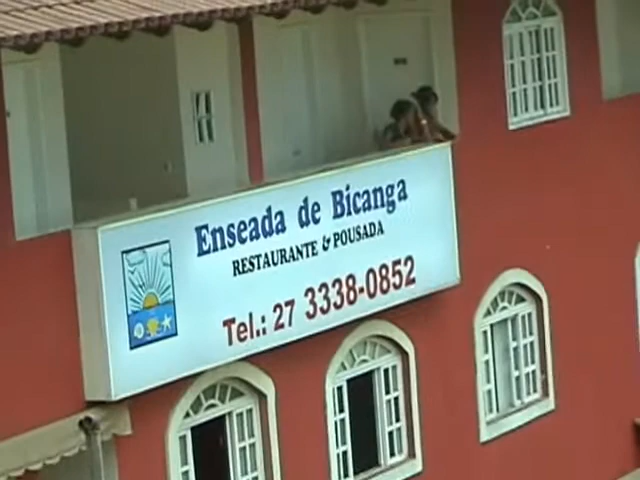 Enseada de Bicanga
RESTAURANTE & POUSADA
Tel.: 27 3338-0852